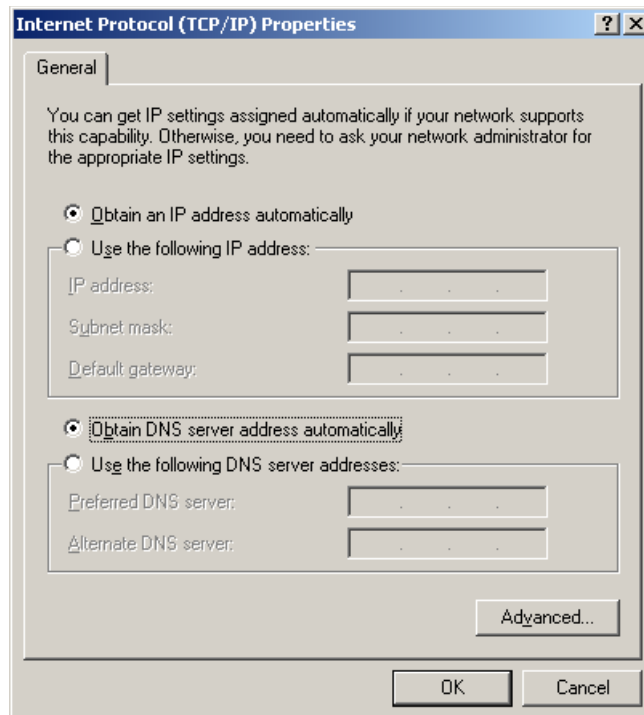 Internet Protocol (TCP/IP) Properties
General
You can get IP settings assigned automatically if your network supports
this capability. Otherwise, you need to ask your network administrator for
the appropriate IP settings.
Obtain an IP address automatically
Use the following IP address:
IP address:
Subnet mask:
Default gateway:
Obtain DNS server address automatically
Use the following DNS server addresses:
Preferred DNS server:
Alternate DNS server:
Advanced...
OK Cancel